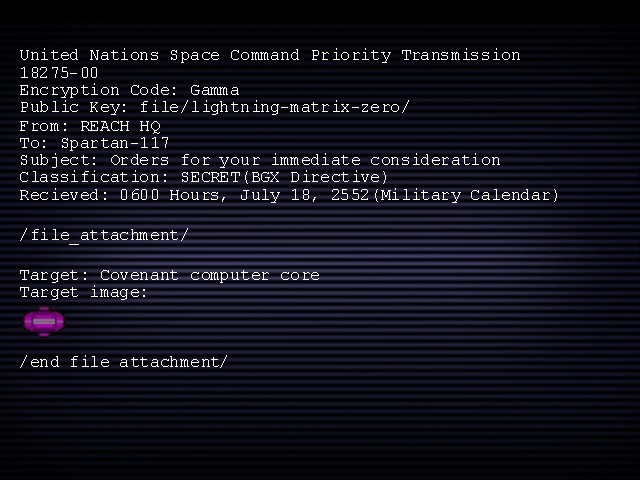 United Nations Space Command Priority Transmission
18275-00
Encryption Code: Gamma
Public Key: file/lightning-matrix-zero/
From: REACH HQ
To: Spartan-117
Subject: Orders for your immediate consideration
Classification: SECRET(BGX Directive)
Recieved: 0600 Hours, July 18, 2552(Military Calendar)
/file_attachment/
Target: Covenant computer core
Target image:
/end file attachment/